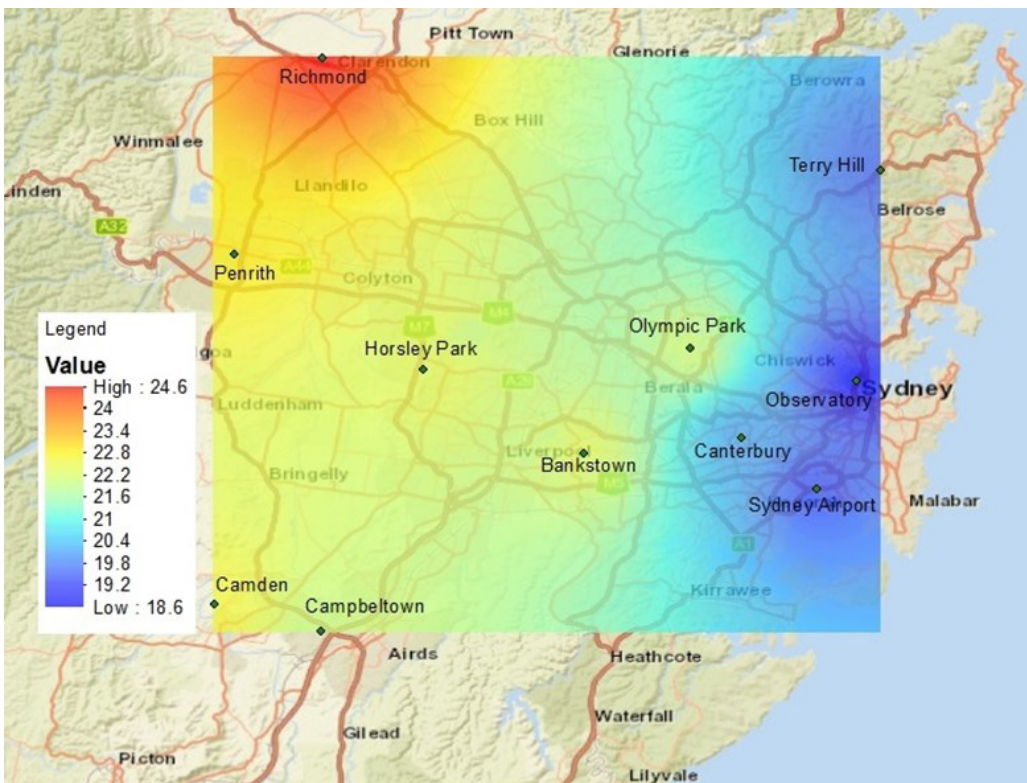 Pitt Town
Glenorie
Clarendon
Richmond
Berowra
Box Hill
Winmalee
Terry Hill
Llandilo
Linden
Belrose
A32
Penrith
A44
Colyton
M4
M7
Olympic Park
Legend
Horsley Park
Chiswick
Value
High : 24.6
24
23.4
22.8
22.2
21.6
21
20.4
19.8
19.2
Low : 18.6
goa
Berala
Sydney
Observatory
Luddenham
Liverpool
Canterbury
Bankstown
Bringelly
M5
Sydney Airport
Malabar
A1
Camden
Kirrawee
Campbeltown
Airds
Heathcote
Gilead
Waterfall
Picton
Lilyvale